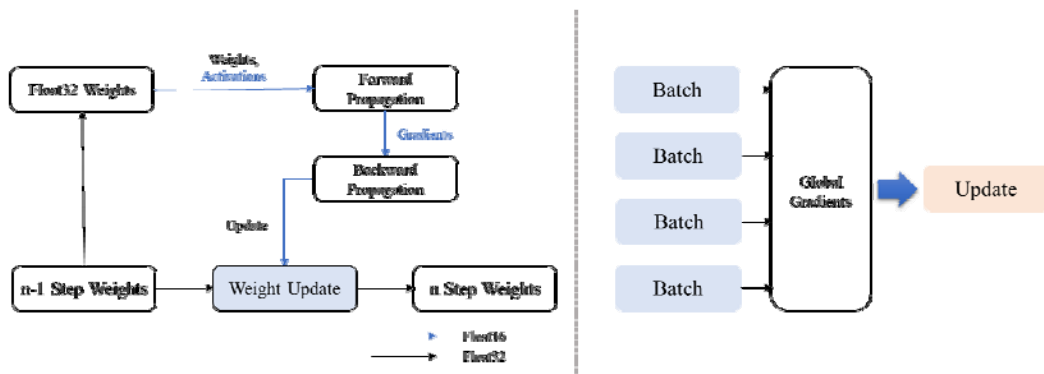 Weights,
Activations
Float32 Weights
Forward
Propagation
Gradients
Backward
Propagation
Update
n-1 Step Weights
Weight Update
n Step Weights
Float16
Float32
Batch
Batch
Batch
Batch
Global
Gradients
Update